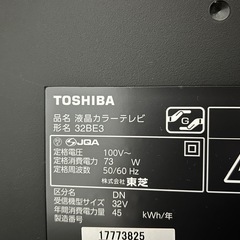 TOSHIBA
品名 液晶カラーテレビ
形名 32BE3
JQA
定格電圧 100V~
定格消費電力 73 W
定格周波数 50/60 Hz
株式会社 東芝
区分名 DN
受信機型サイズ 32V
年間消費電力量 45 kWh/年
製造番号
17773825
G